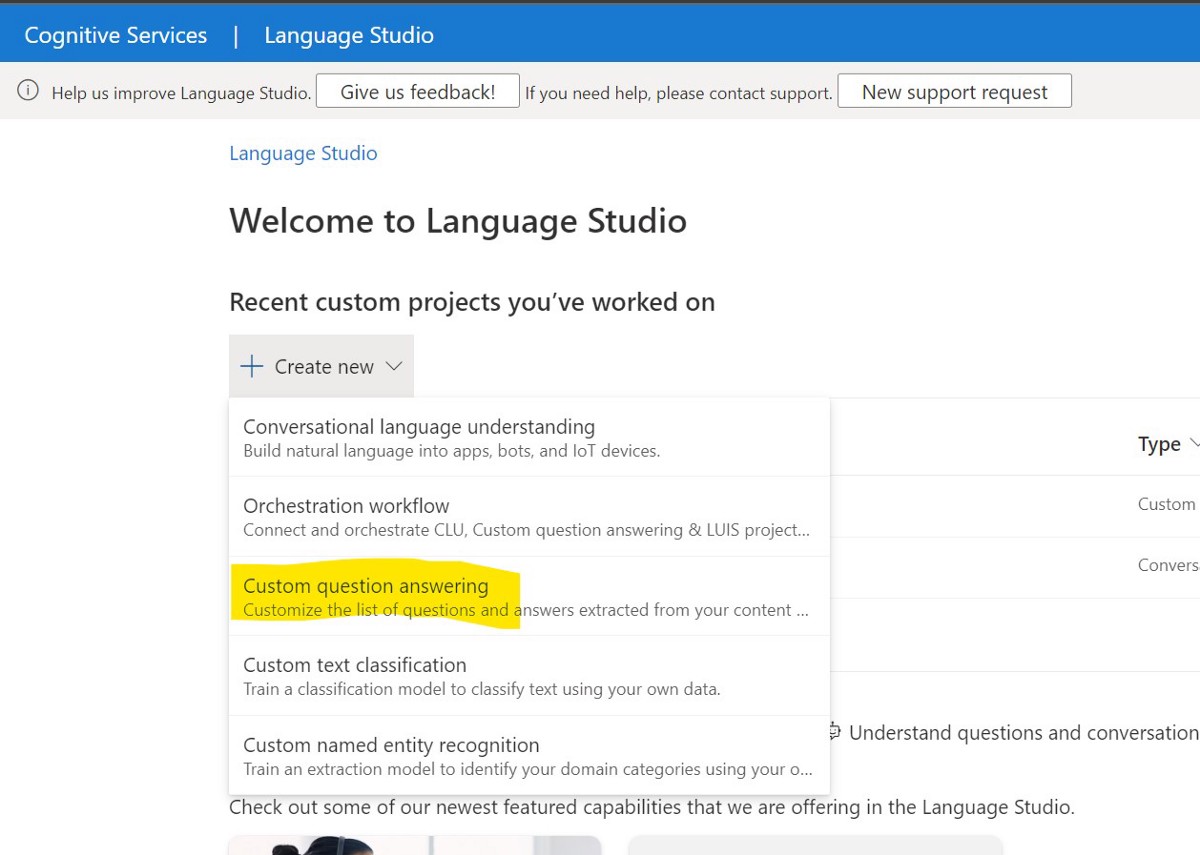 Cognitive Services | Language Studio
Help us improve Language Studio. Give us feedback! If you need help, please contact support. New support request
Language Studio
Welcome to Language Studio
Recent custom projects you’ve worked on
Create new
Conversational language understanding
Build natural language into apps, bots, and IoT devices.
Type
Orchestration workflow
Connect and orchestrate CLU, Custom question answering & LUIS project...
Custom
Custom question answering
Customize the list of questions and answers extracted from your content ...
Convers
Custom text classification
Train a classification model to classify text using your own data.
Custom named entity recognition
Train an extraction model to identify your domain categories using your o...
Understand questions and conversation
Check out some of our newest featured capabilities that we are offering in the Language Studio.